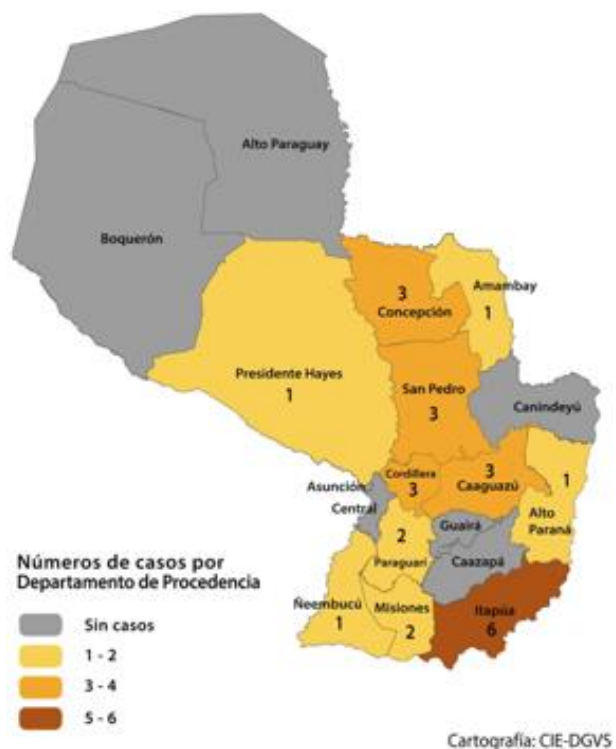 Alto Paraguay
Boquerón
3
Concepción
Amambay
1
Presidente Hayes
1
San Pedro
3
Canindeyú
Cordillera
3
3
Caaguazú
1
Alto
Paraná
Asunción
Central
Guairá
Caazapá
2
Paraguarí
Ñeembucú
1
Misiones
2
Itapúa
6
Números de casos por
Departamento de Procedencia
Sin casos
1 - 2
3 - 4
5 - 6
Cartografía: CIE-DGVS